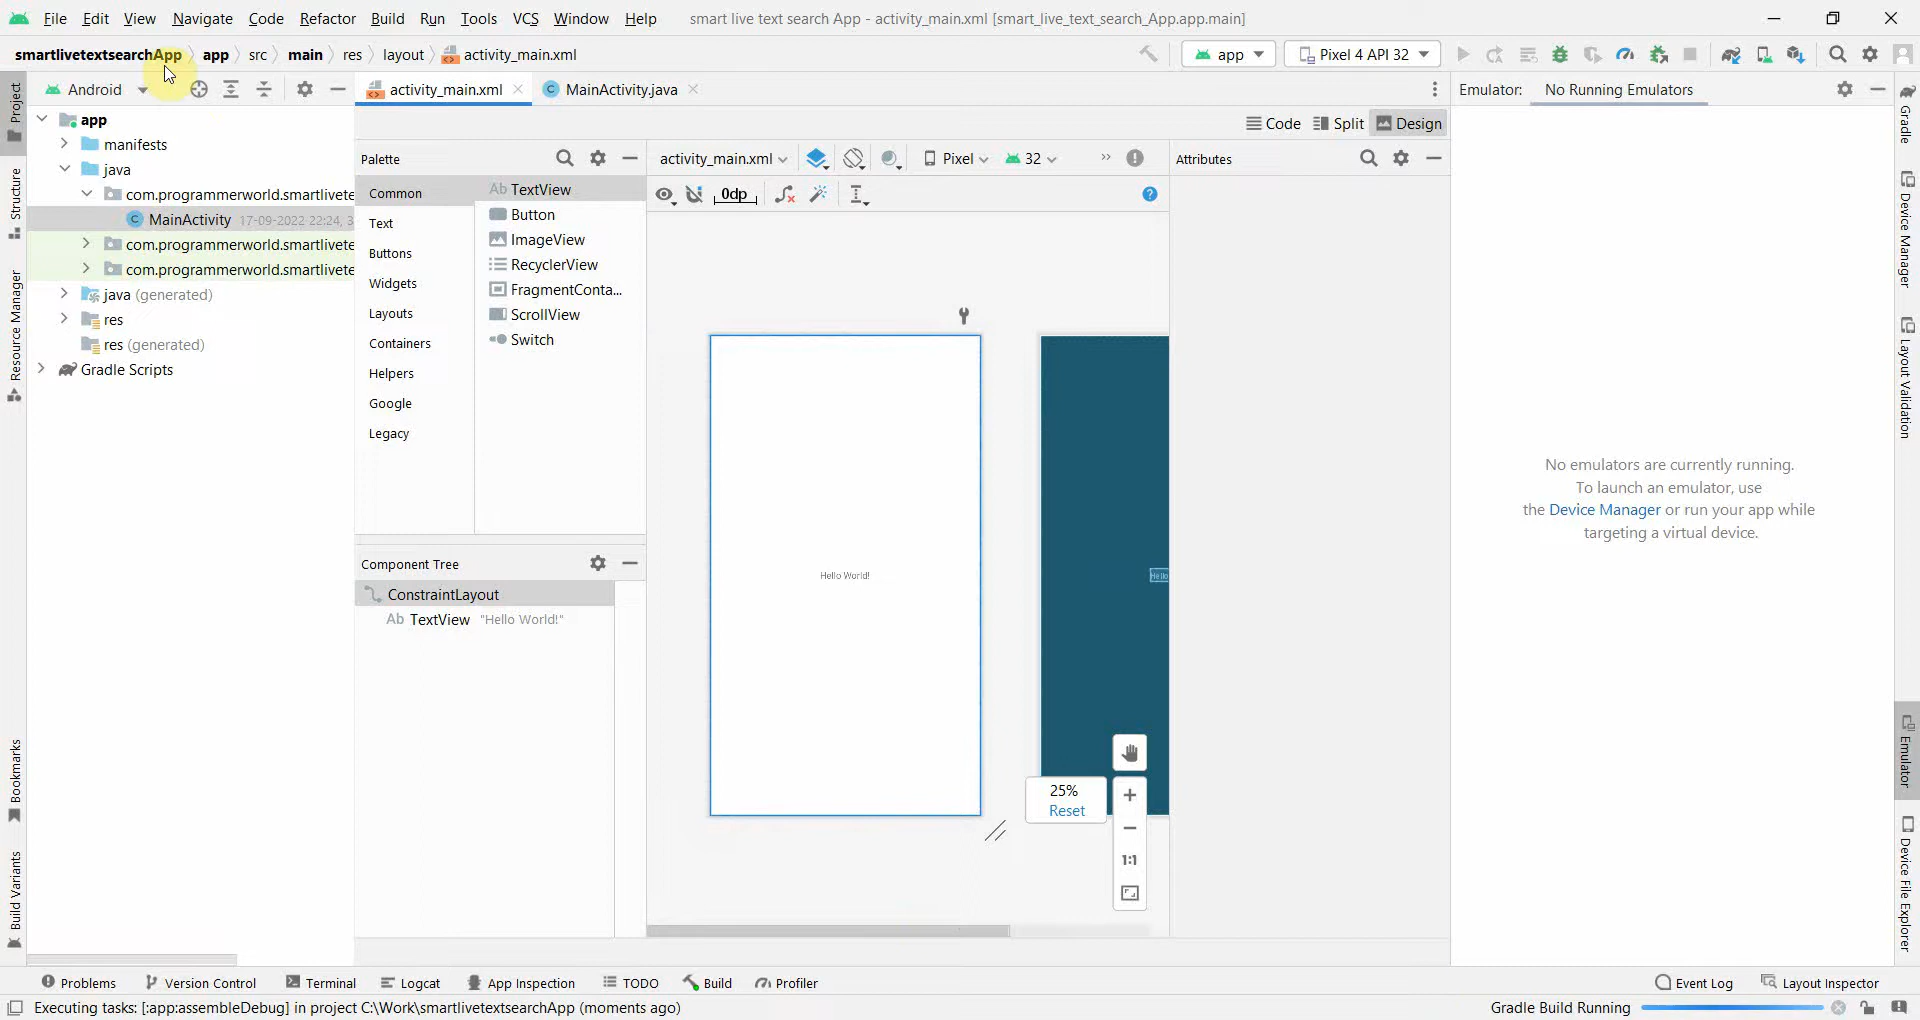 File Edit View Navigate Code Refactor Build Run Tools VCS Window Help smart live text search App - activity_main.xml [smart_live_text_search_App.app.main]
smartlivetextsearchApp app src main res layout activity_main.xml app Pixel 4 API 32
Project
Android
activity_main.xml MainActivity.java
Emulator: No Running Emulators
Code Split Design
app
manifests
java
com.programmerworld.smartlivete
MainActivity 17-09-2022 22:24, 3
com.programmerworld.smartlivete
com.programmerworld.smartlivete
java (generated)
res
res (generated)
Gradle Scripts
Structure
Resource Manager
Bookmarks
Build Variants
Palette
Common
Text
Buttons
Widgets
Layouts
Containers
Helpers
Google
Legacy
Ab TextView
Button
ImageView
RecyclerView
FragmentConta...
ScrollView
Switch
Component Tree
ConstraintLayout
Ab TextView "Hello World!"
activity_main.xml Pixel 32
0dp
Hello World!
Hello
25%
Reset
1:1
Attributes
No emulators are currently running.
To launch an emulator, use
the Device Manager or run your app while
targeting a virtual device.
Gradle
Device Manager
Layout Validation
Emulator
Device File Explorer
Problems Version Control Terminal Logcat App Inspection TODO Build Profiler Event Log Layout Inspector
Executing tasks: [:app:assembleDebug] in project C:\Work\smartlivetextsearchApp (moments ago) Gradle Build Running